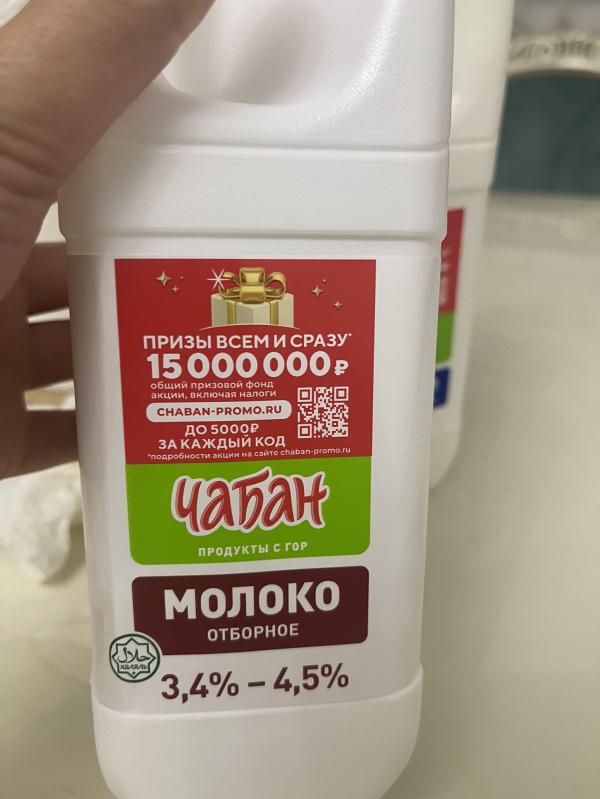 ПРИЗЫ ВСЕМ И СРАЗУ*
15 000 000 ₽
общий призовой фонд
акции, включая налоги
CHABAN-PROMO.RU
ДО 5000₽
ЗА КАЖДЫЙ КОД
*подробности акции на сайте chaban-promo.ru
чабан
ПРОДУКТЫ С ГОР
МОЛОКО
ОТБОРНОЕ
حلال
ХАЛЯЛЬ
3,4% – 4,5%